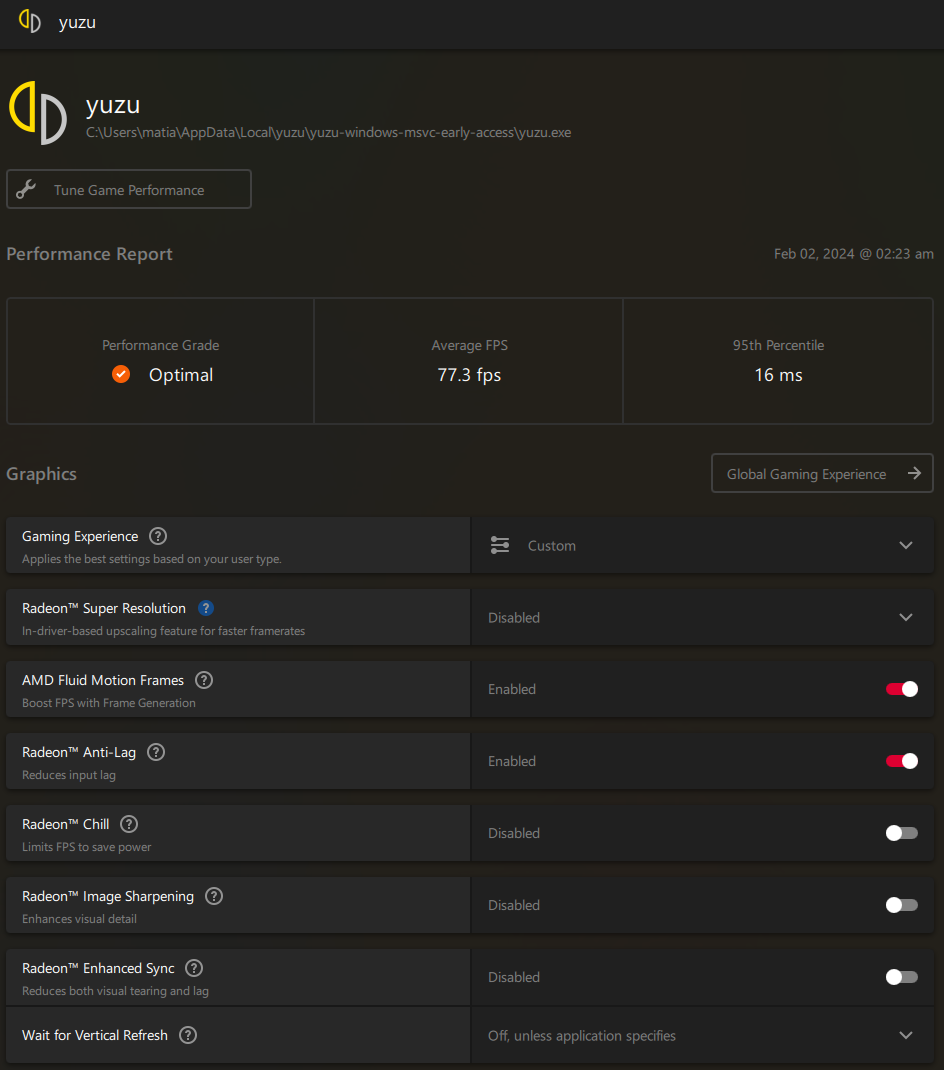 yuzu
yuzu
C:\Users\matia\AppData\Local\yuzu\yuzu-windows-msvc-early-access\yuzu.exe
Tune Game Performance
Performance Report
Feb 02, 2024 @ 02:23 am
Performance Grade
Average FPS
95th Percentile
Optimal
77.3 fps
16 ms
Graphics
Global Gaming Experience
Gaming Experience ?
Applies the best settings based on your user type.
Custom
Radeon™ Super Resolution ?
In-driver-based upscaling feature for faster framerates
Disabled
AMD Fluid Motion Frames ?
Boost FPS with Frame Generation
Enabled
Radeon™ Anti-Lag ?
Reduces input lag
Enabled
Radeon™ Chill ?
Limits FPS to save power
Disabled
Radeon™ Image Sharpening ?
Enhances visual detail
Disabled
Radeon™ Enhanced Sync ?
Reduces both visual tearing and lag
Disabled
Wait for Vertical Refresh ?
Off, unless application specifies